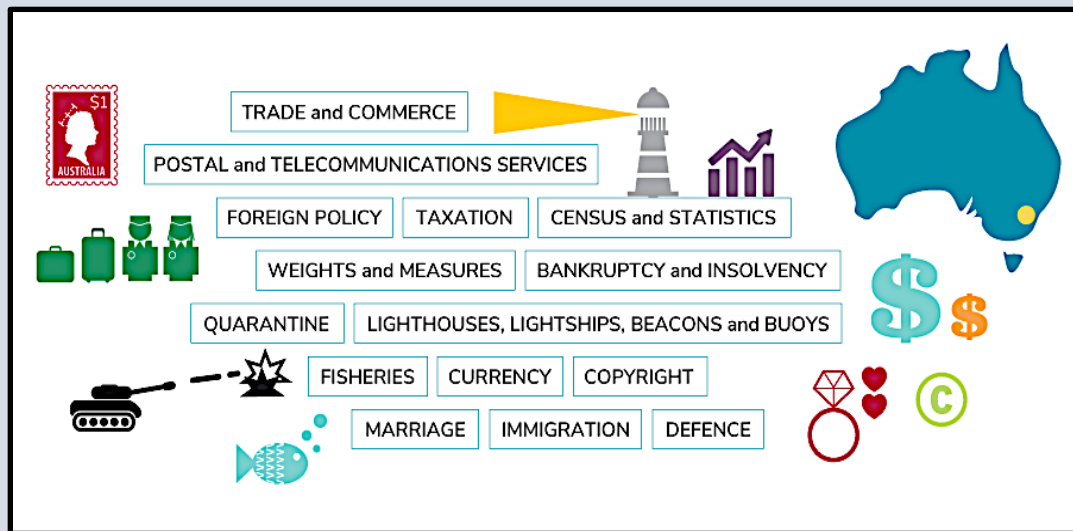 $1
AUSTRALIA
TRADE and COMMERCE
POSTAL and TELECOMMUNICATIONS SERVICES
FOREIGN POLICY TAXATION CENSUS and STATISTICS
WEIGHTS and MEASURES BANKRUPTCY and INSOLVENCY
$ $
QUARANTINE LIGHTHOUSES, LIGHTSHIPS, BEACONS and BUOYS
FISHERIES CURRENCY COPYRIGHT
©
MARRIAGE IMMIGRATION DEFENCE